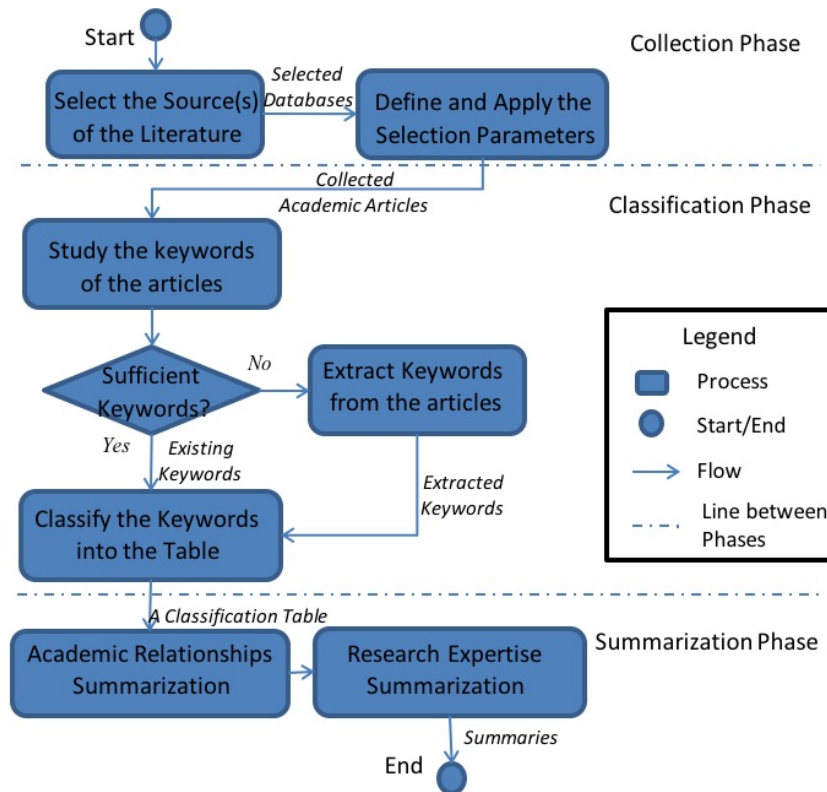 Start
Collection Phase
Select the Source(s)
of the Literature
Selected
Databases
Define and Apply the
Selection Parameters
Collected
Academic Articles
Classification Phase
Study the keywords
of the articles
Sufficient
Keywords?
No
Extract Keywords
from the articles
Yes
Existing
Keywords
Extracted
Keywords
Classify the Keywords
into the Table
Legend
Process
Start/End
Flow
Line between
Phases
A Classification Table
Summarization Phase
Academic Relationships
Summarization
Research Expertise
Summarization
Summaries
End